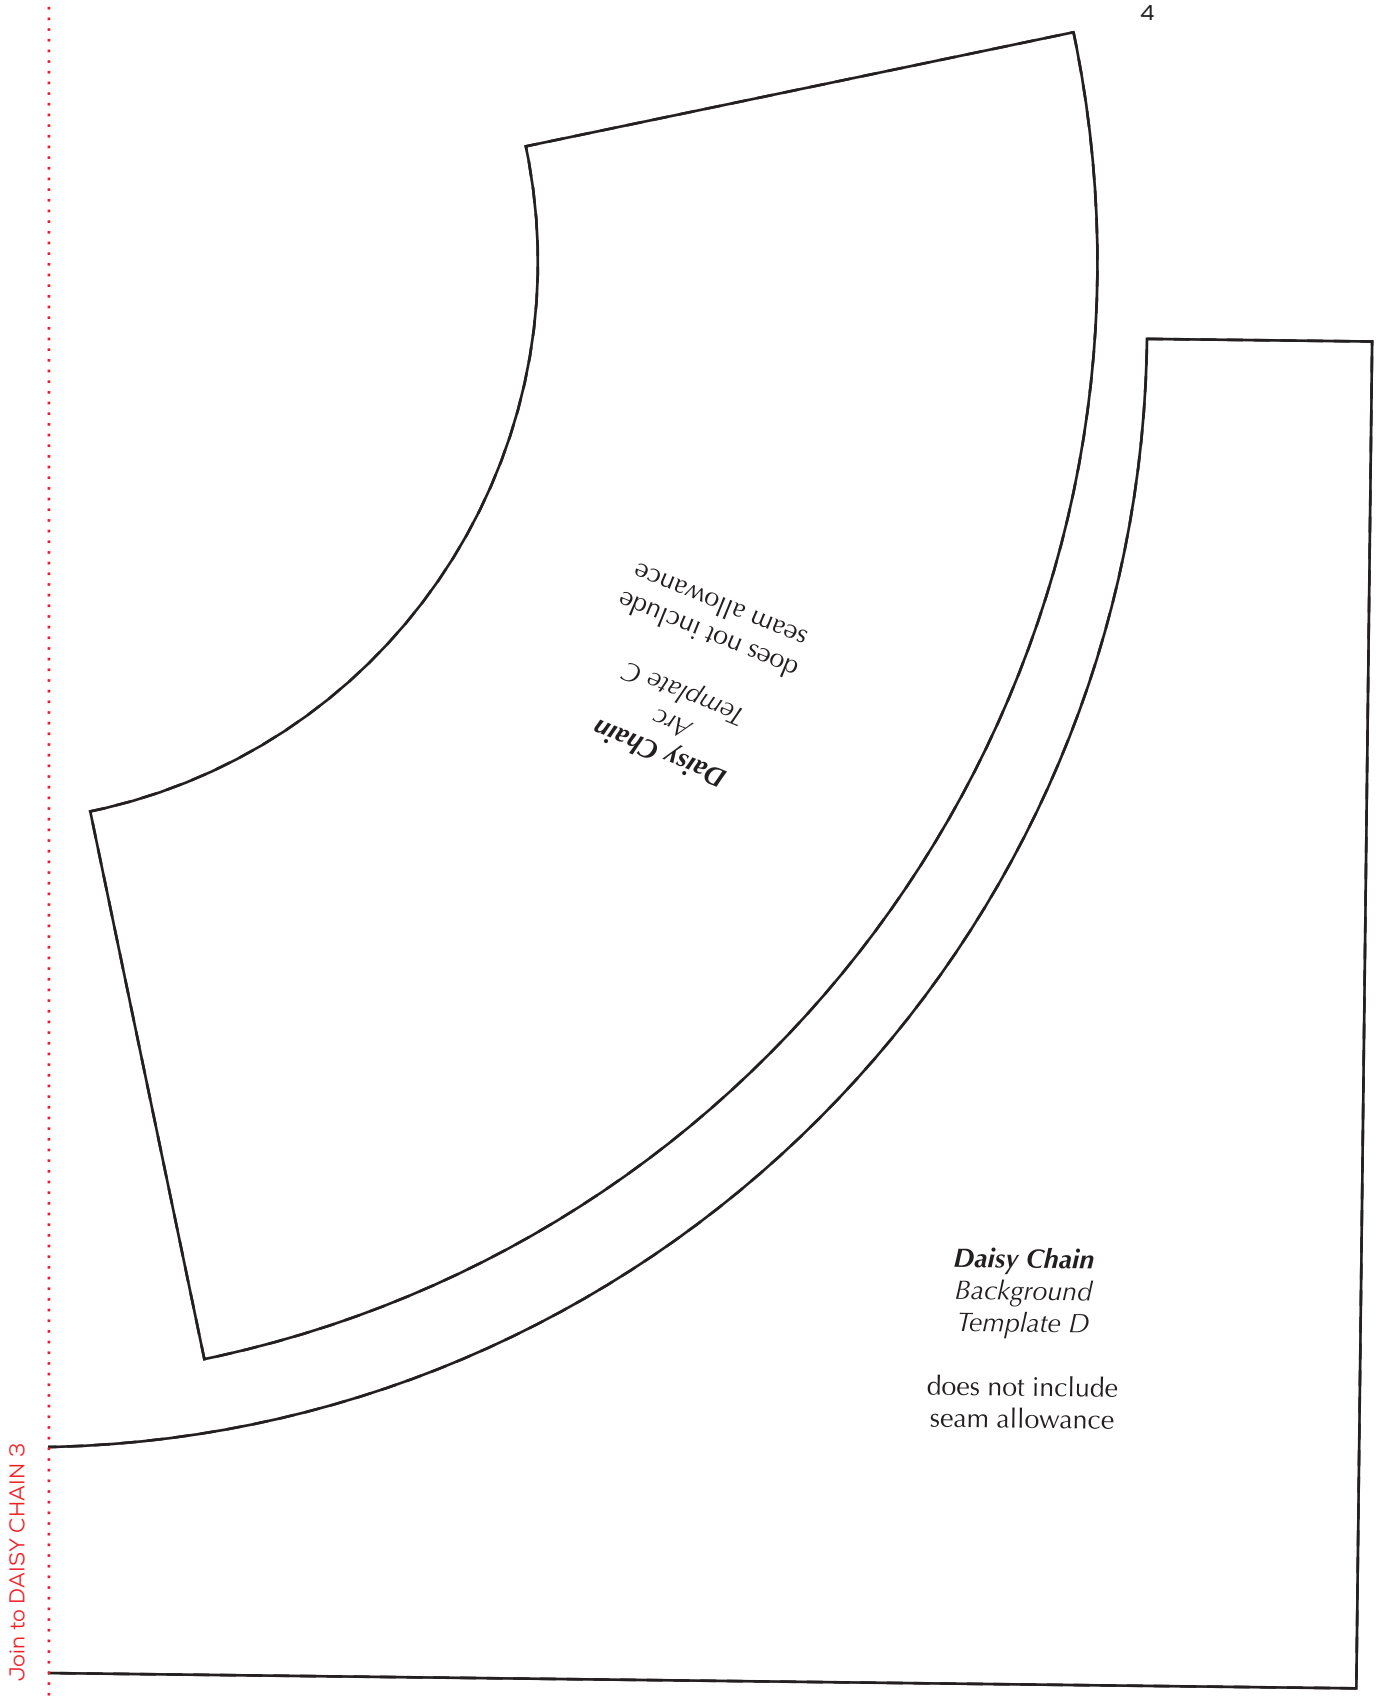 4
Daisy Chain
Arc
Template C
does not include
seam allowance
Daisy Chain
Background
Template D
does not include
seam allowance
Join to DAISY CHAIN 3